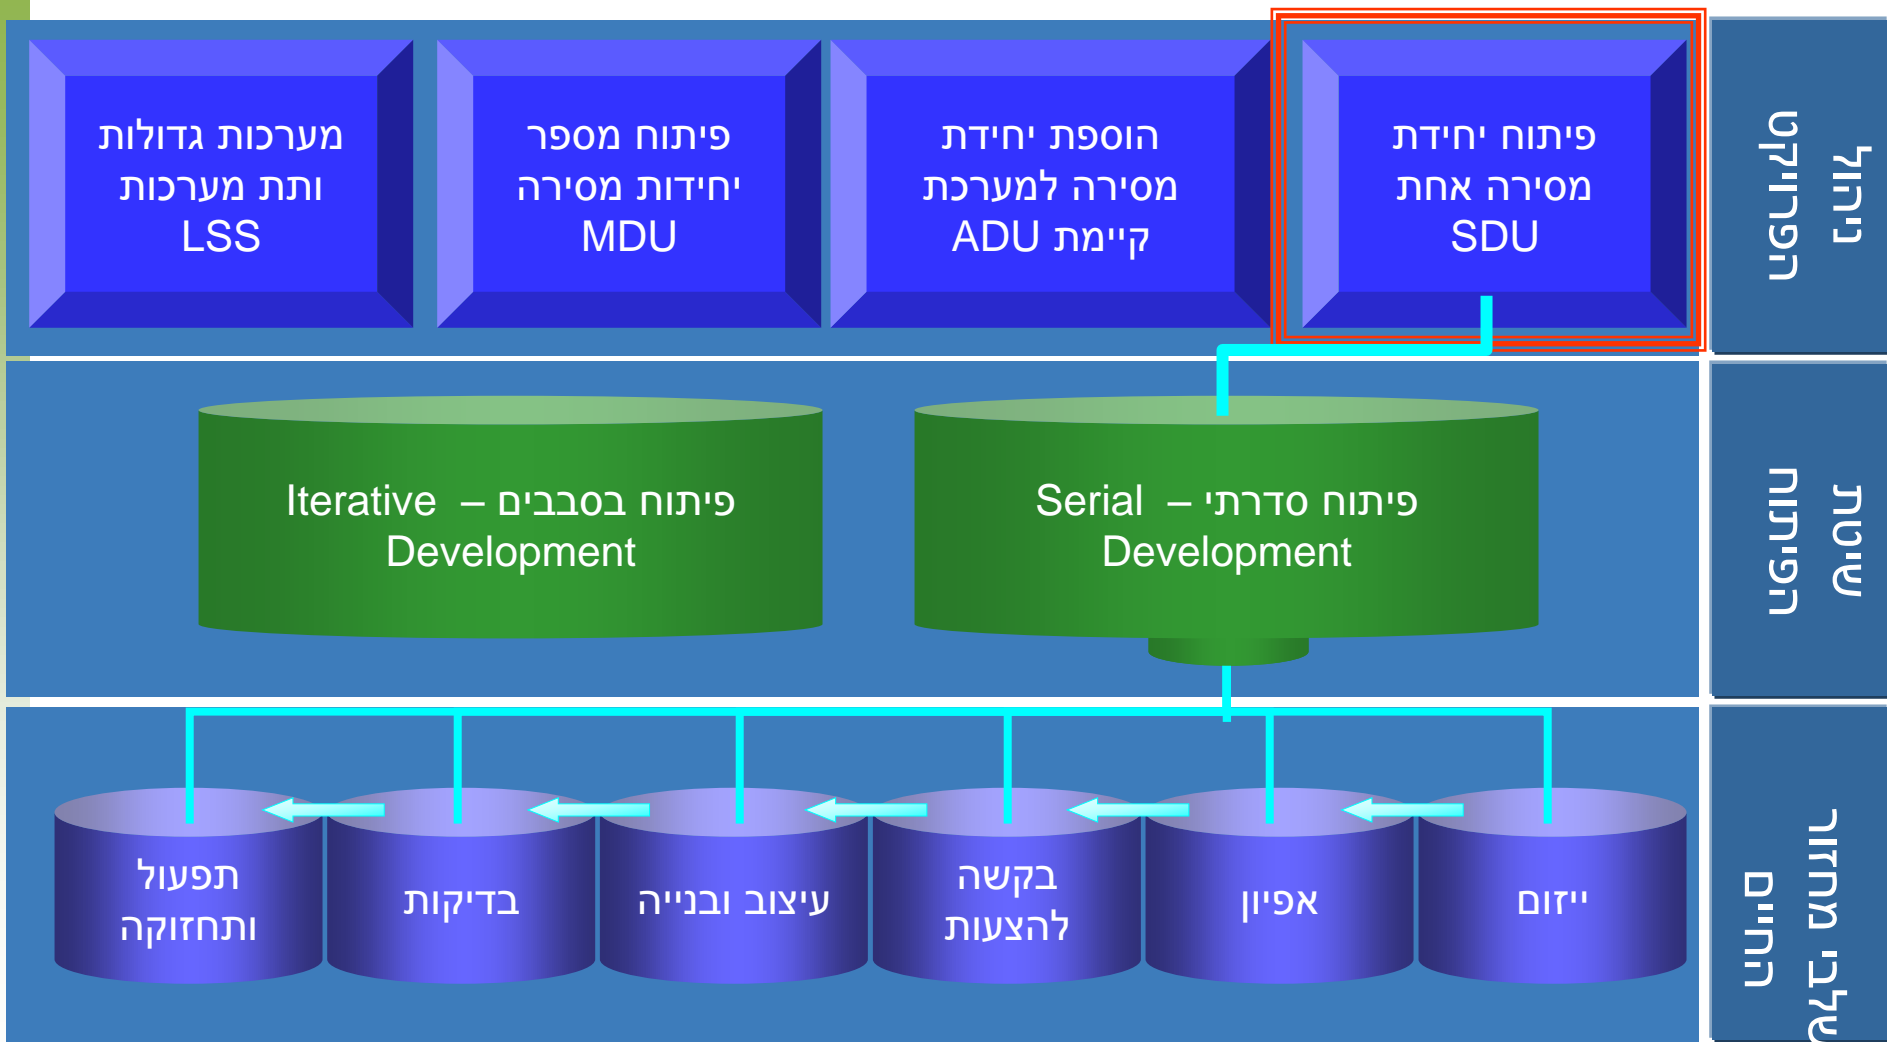 ניהול
הפרוייקט
פיתוח יחידת
מסירה אחת
SDU
הוספת יחידת
מסירה למערכת
קיימת ADU
פיתוח מספר
יחידות מסירה
MDU
מערכות גדולות
ותת מערכות
LSS
שיטת
הפיתוח
פיתוח סדרתי – Serial
Development
פיתוח בסבבים – Iterative
Development
שלבי מחזור
החיים
ייזום
אפיון
בקשה
להצעות
עיצוב ובנייה
בדיקות
תפעול
ותחזוקה